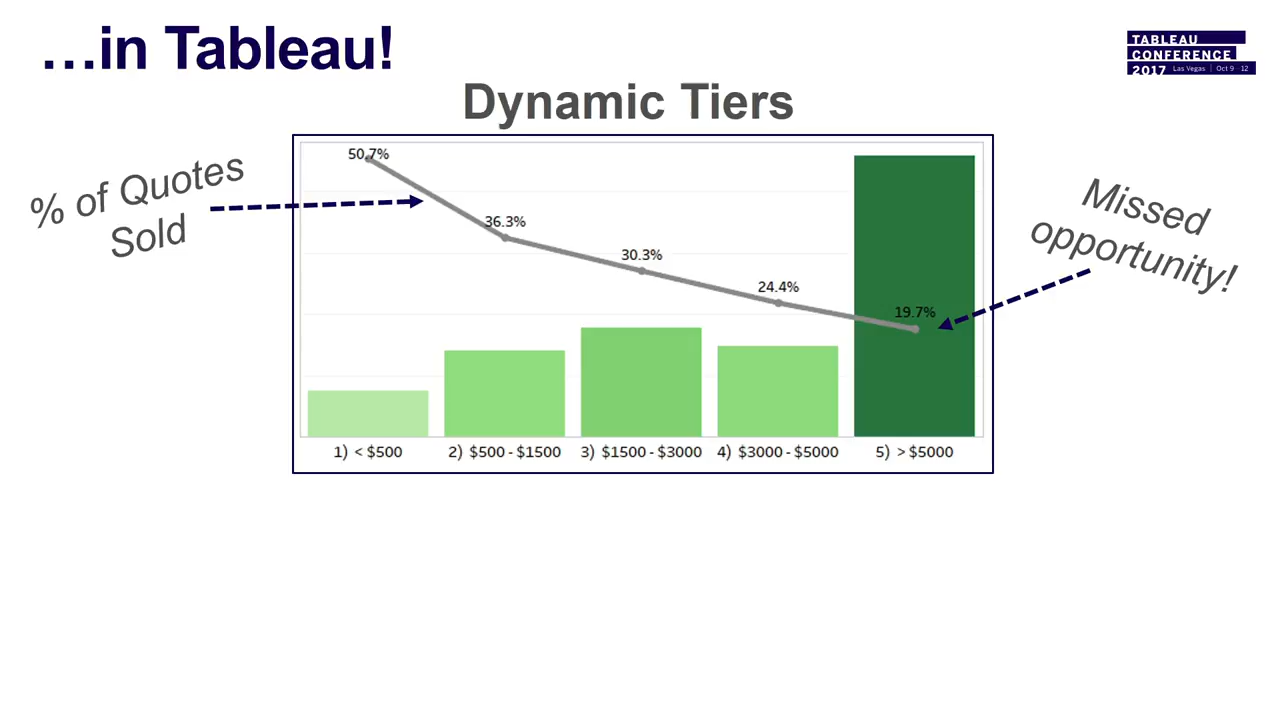 …in Tableau!
TABLEAU
CONFERENCE
2017 Las Vegas | Oct 9 - 12
Dynamic Tiers
% of Quotes
Sold
Missed
opportunity!
50.7%
36.3%
30.3%
24.4%
19.7%
1) < $500
2) $500 - $1500
3) $1500 - $3000
4) $3000 - $5000
5) > $5000